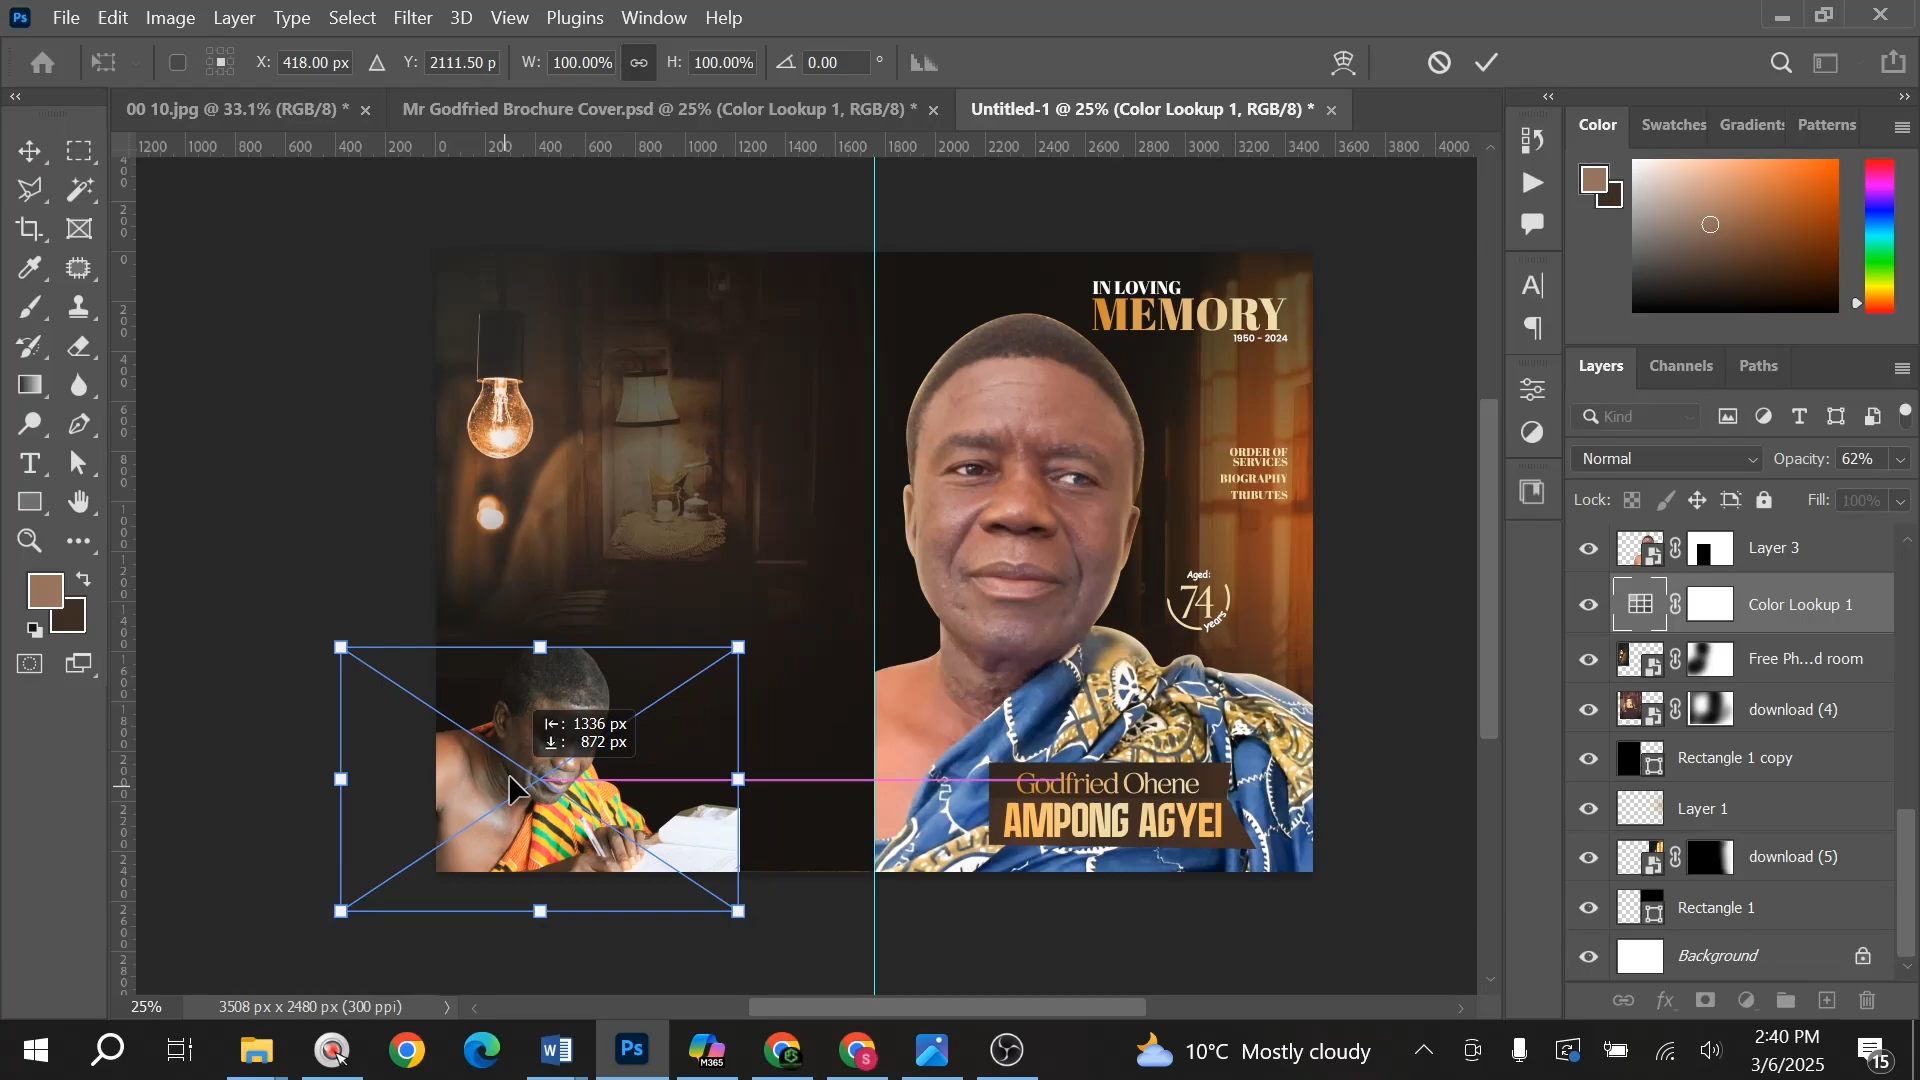 Ps File Edit Image Layer Type Select Filter 3D View Plugins Window Help
X: 418.00 px Y: 2111.50 p W: 100.00% H: 100.00% 0.00 °
00 10.jpg @ 33.1% (RGB/8) * × Mr Godfried Brochure Cover.psd @ 25% (Color Lookup 1, RGB/8) * × Untitled-1 @ 25% (Color Lookup 1, RGB/8) * ×
1200 1000 800 600 400 200 0 200 400 600 800 1000 1200 1400 1600 1800 2000 2200 2400 2600 2800 3000 3200 3400 3600 3800 4000
Color Swatches Gradients Patterns
IN LOVING
MEMORY
1950 - 2024
ORDER OF
SERVICES
BIOGRAPHY
TRIBUTES
Aged:
74
years
Godfried Ohene
AMPONG AGYEI
1336 px
872 px
Layers Channels Paths
Kind
Normal Opacity: 62%
Lock: Fill: 100%
Layer 3
Color Lookup 1
Free Ph...d room
download (4)
Rectangle 1 copy
Layer 1
download (5)
Rectangle 1
Background
fx
25% 3508 px x 2480 px (300 ppi)
M365
10°C Mostly cloudy
2:40 PM
3/6/2025
15